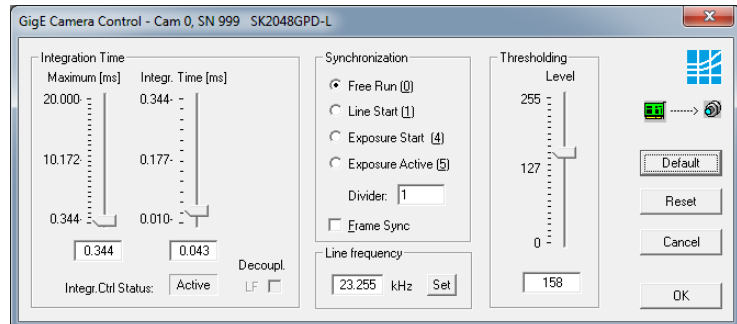 GigE Camera Control - Cam 0, SN 999 SK2048GPD-L
Integration Time
Maximum [ms] Integr. Time [ms]
20.000 0.344
10.172 0.177
0.344 0.010
0.344 0.043
Decoupl.
Integr.Ctrl Status: Active LF
Synchronization
Free Run (0)
Line Start (1)
Exposure Start (4)
Exposure Active (5)
Divider: 1
Frame Sync
Line frequency
23.255 kHz Set
Thresholding
Level
255
127
0
158
Default
Reset
Cancel
OK